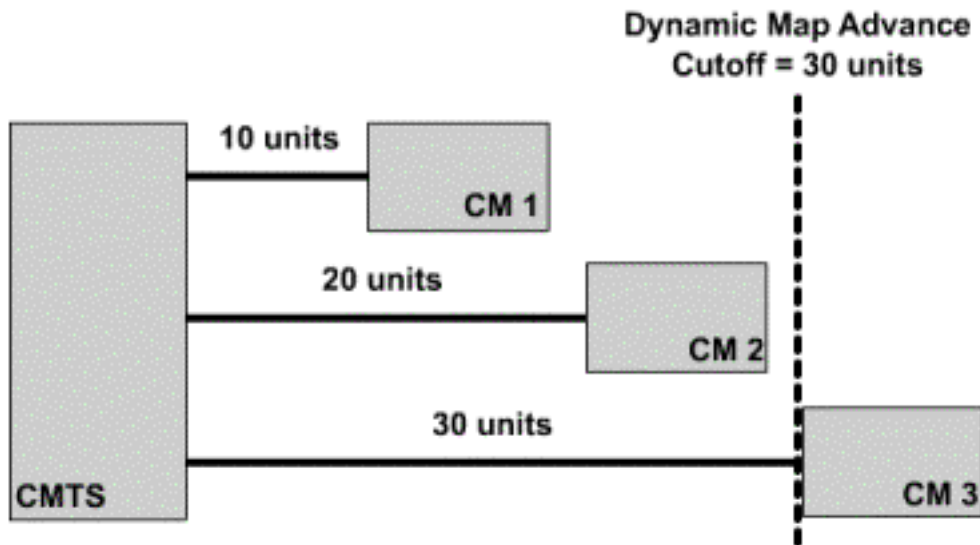 Dynamic Map Advance
Cutoff = 30 units
10 units
CM 1
20 units
CM 2
30 units
CMTS
CM 3